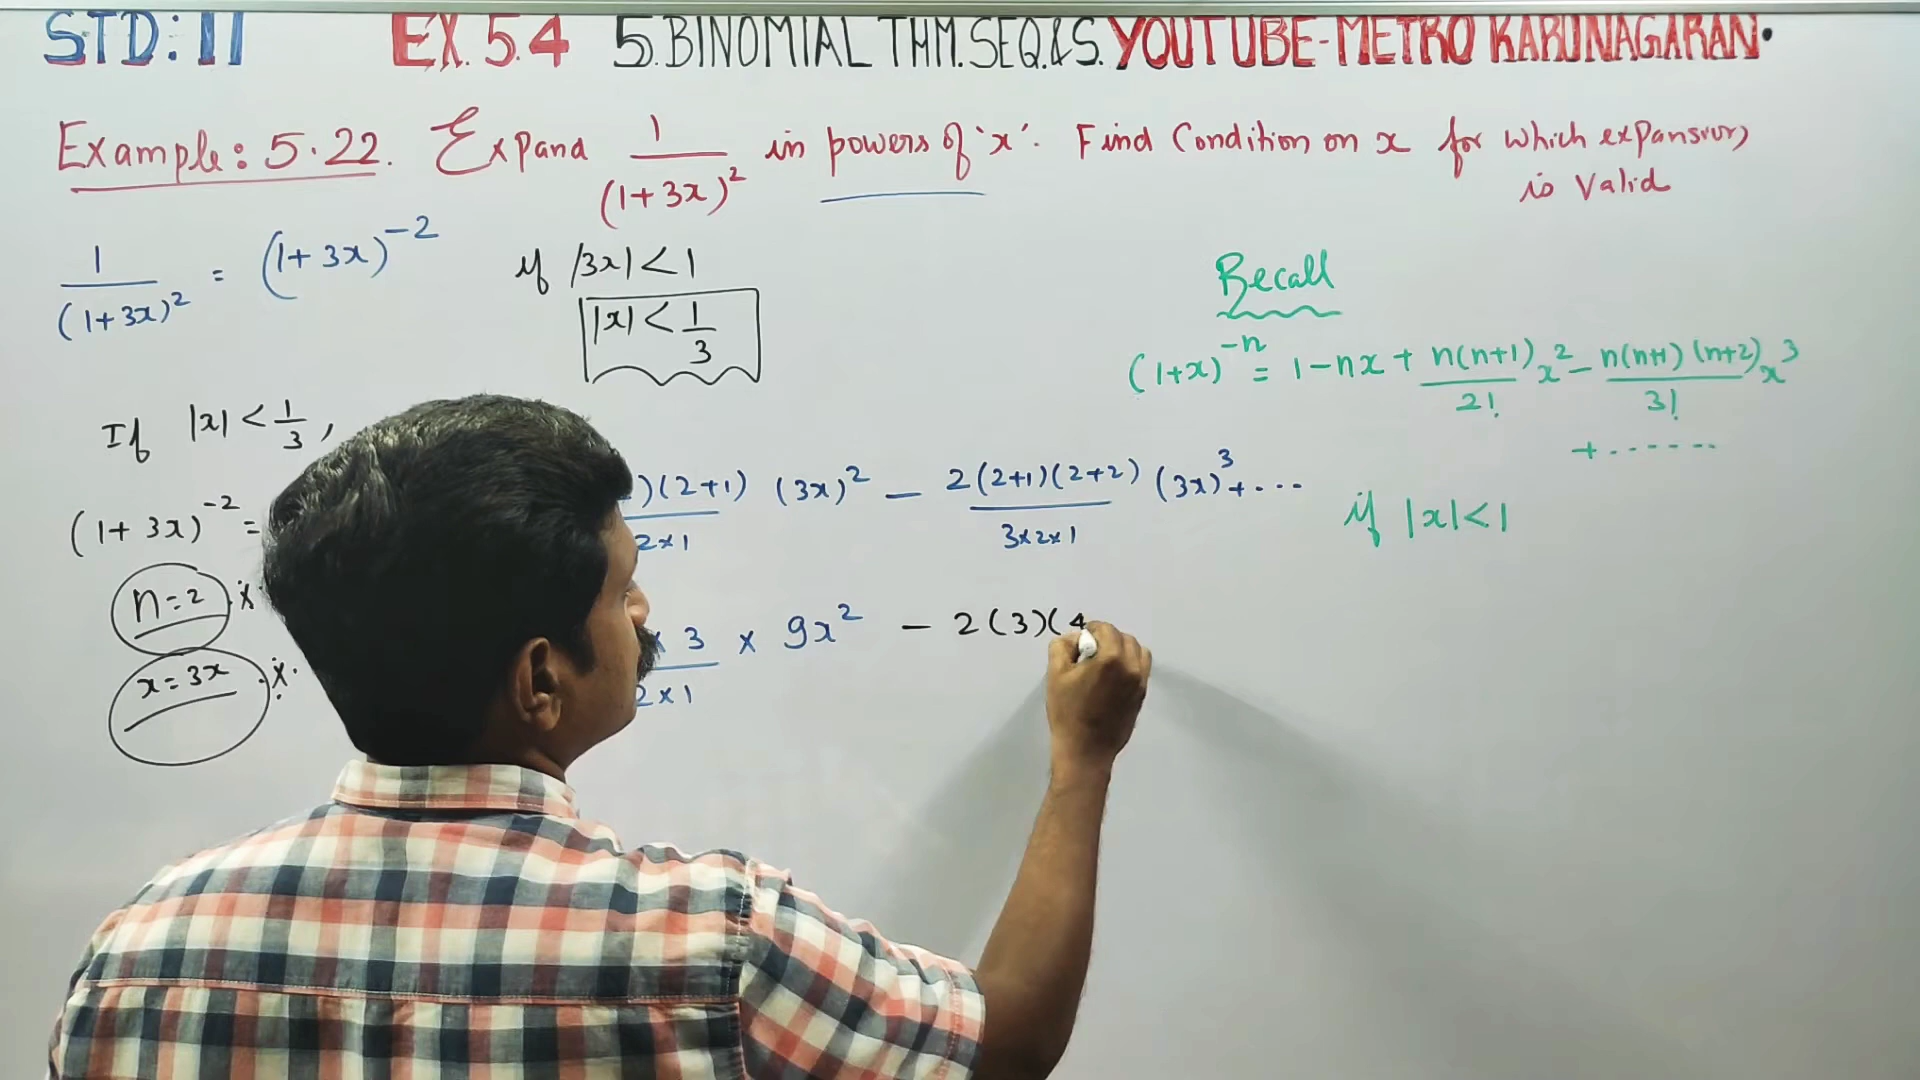 STD: 11 EX. 5.4 5. BINOMIAL THM. SEQ.&S. YOUTUBE-METRO KARUNAGARAN.
Example: 5.22. Expand 1/(1+3x)² in powers of 'x'. Find Condition on x for which expansion
is valid
1/(1+3x)² = (1+3x)⁻² if |3x| < 1
|x| < 1/3
Recall
(1+x)⁻ⁿ = 1 - nx + n(n+1)/2! x² - n(n+1)(n+2)/3! x³
+ ......
if |x| < 1
If |x| < 1/3,
(1+3x)⁻² = )(2+1)/2×1 (3x)² - 2(2+1)(2+2)/3×2×1 (3x)³ + ...
n=2
x=3x
× 3/2×1 × 9x² - 2(3)(4